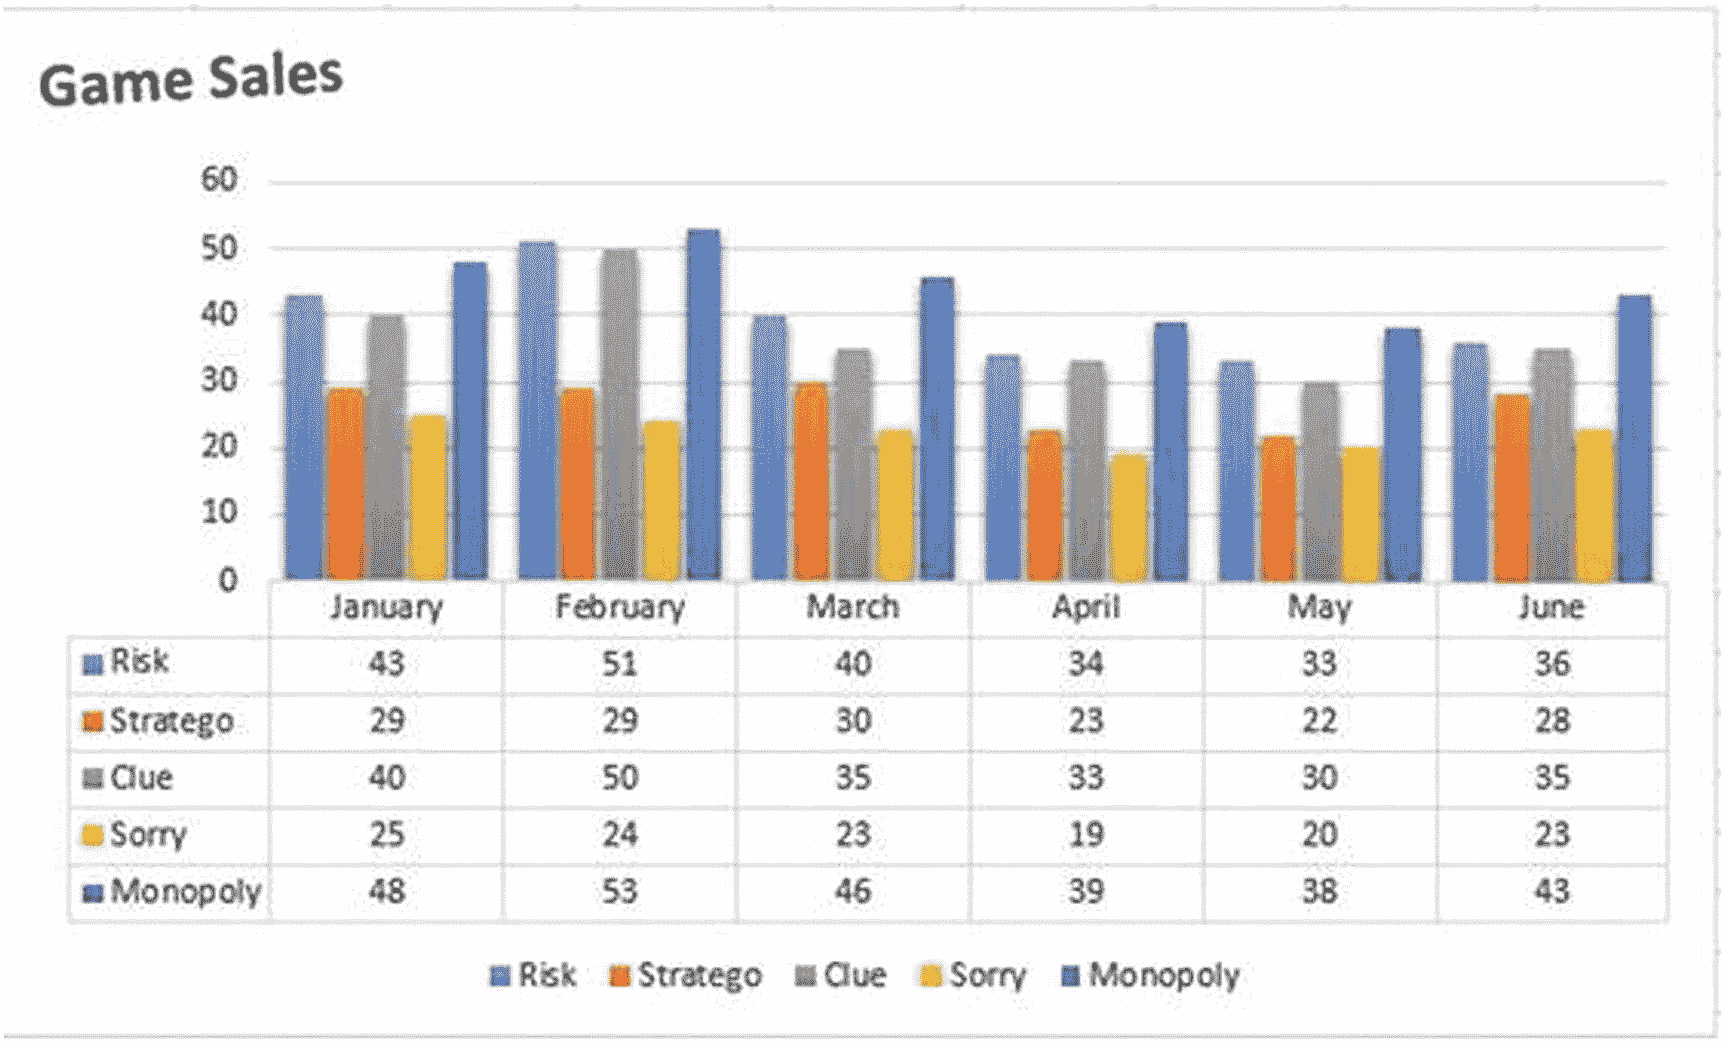 Game Sales
60
50
40
30
20
10
0
January February March April May June
Risk 43 51 40 34 33 36
Stratego 29 29 30 23 22 28
Clue 40 50 35 33 30 35
Sorry 25 24 23 19 20 23
Monopoly 48 53 46 39 38 43
Risk Stratego Clue Sorry Monopoly